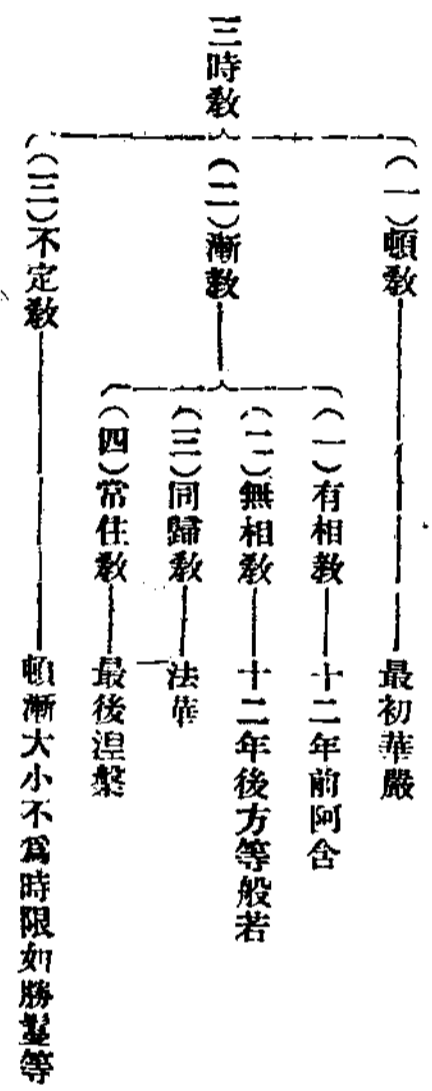 三時教
（一）頓教
最初華嚴
（二）漸教
（一）有相教
十二年前阿含
（二）無相教
十二年後方等般若
（三）同歸教
法華
（四）常住教
最後涅槃
（三）不定教
頓漸大小不爲時限如勝鬘等